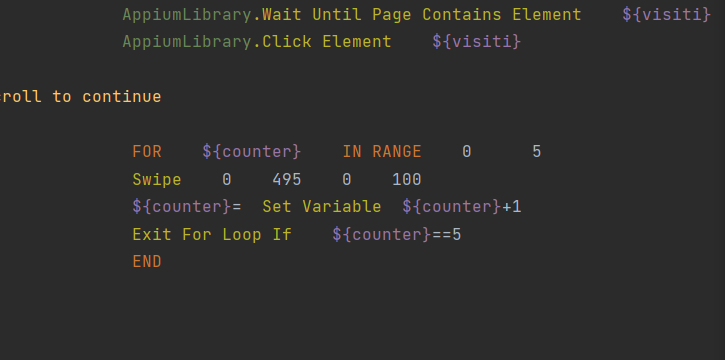 AppiumLibrary.Wait Until Page Contains Element    ${visiti}
AppiumLibrary.Click Element    ${visiti}
croll to continue
FOR    ${counter}    IN RANGE    0      5
Swipe    0    495    0    100
${counter}=  Set Variable  ${counter}+1
Exit For Loop If    ${counter}==5
END